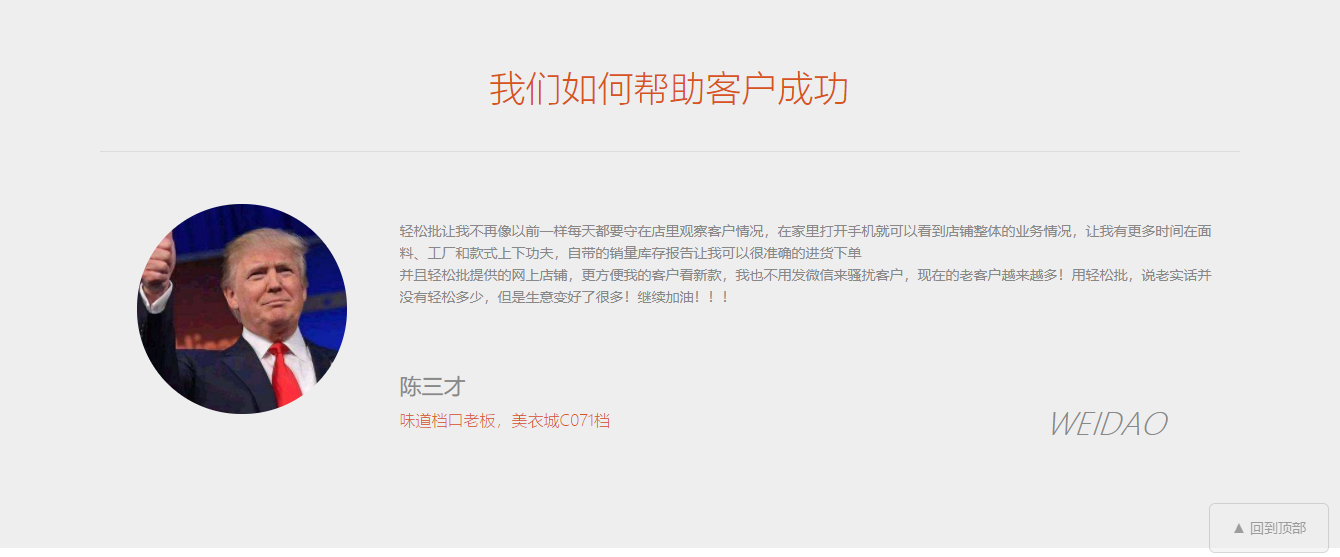 我们如何帮助客户成功
轻松批让我不再像以前一样每天都要守在店里观察客户情况，在家里打开手机就可以看到店铺整体的业务情况，让我有更多时间在面
料、工厂和款式上下功夫，自带的销量库存报告让我可以很准确的进货下单
并且轻松批提供的网上店铺，更方便我的客户看新款，我也不用发微信来骚扰客户，现在的老客户越来越多！用轻松批，说老实话并
没有轻松多少，但是生意变好了很多！继续加油！！！
陈三才
味道档口老板，美衣城C071档
WEIDAO
▲ 回到顶部